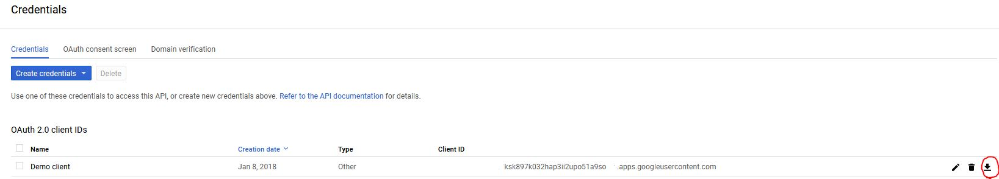 Credentials
Credentials OAuth consent screen Domain verification
Create credentials Delete
Use one of these credentials to access this API, or create new credentials above. Refer to the API documentation for details.
OAuth 2.0 client IDs
Name Creation date Type Client ID
Demo client Jan 8, 2018 Other ksk897k032hap3ii2upo51a9so .apps.googleusercontent.com